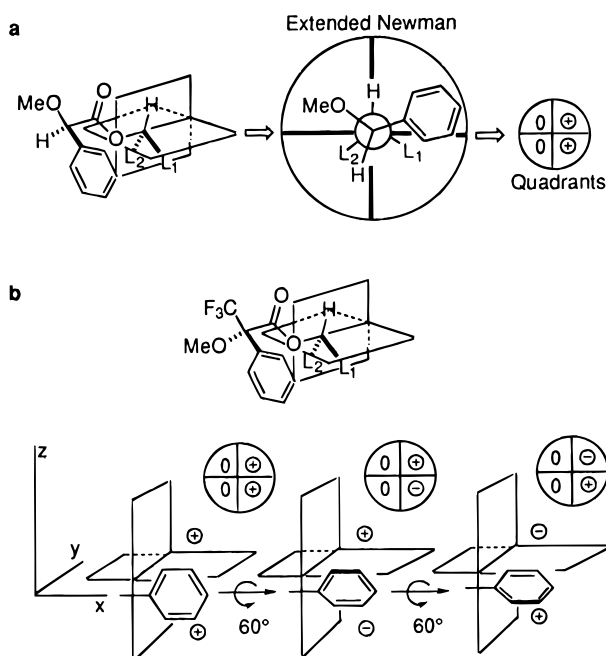 a
Extended Newman
MeO
O
H
H
O
L2
L1
H
MeO
L2
L1
H
0 ⊕
0 ⊕
Quadrants
b
F3C
O
H
MeO
O
L2
L1
z
y
x
0 ⊕
0 ⊕
⊕
⊕
60°
0 ⊕
0 ⊖
⊕
⊖
60°
0 ⊖
0 ⊕
⊖
⊕